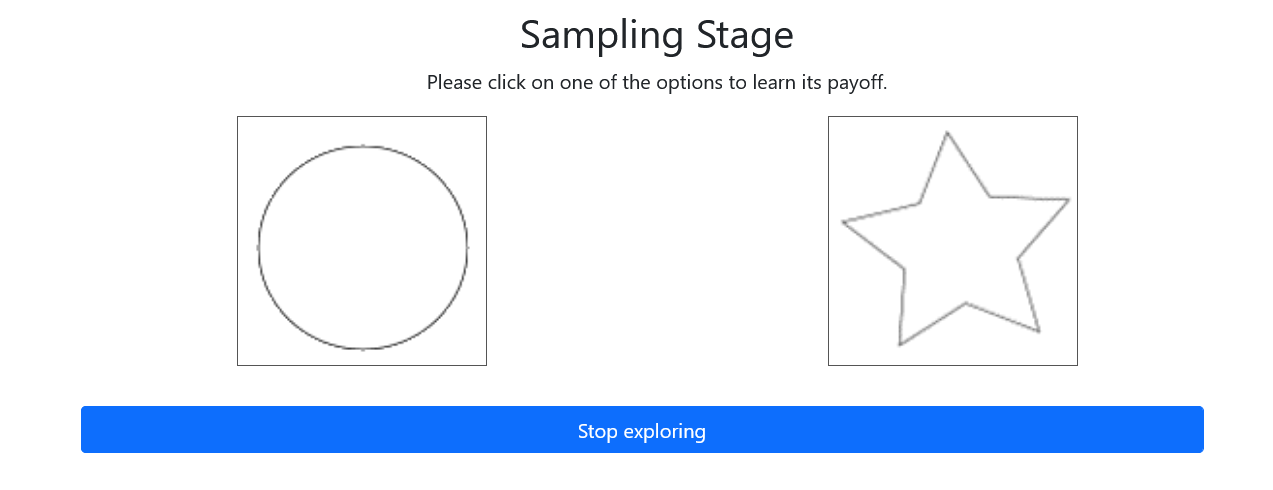 Sampling Stage
Please click on one of the options to learn its payoff.
Stop exploring